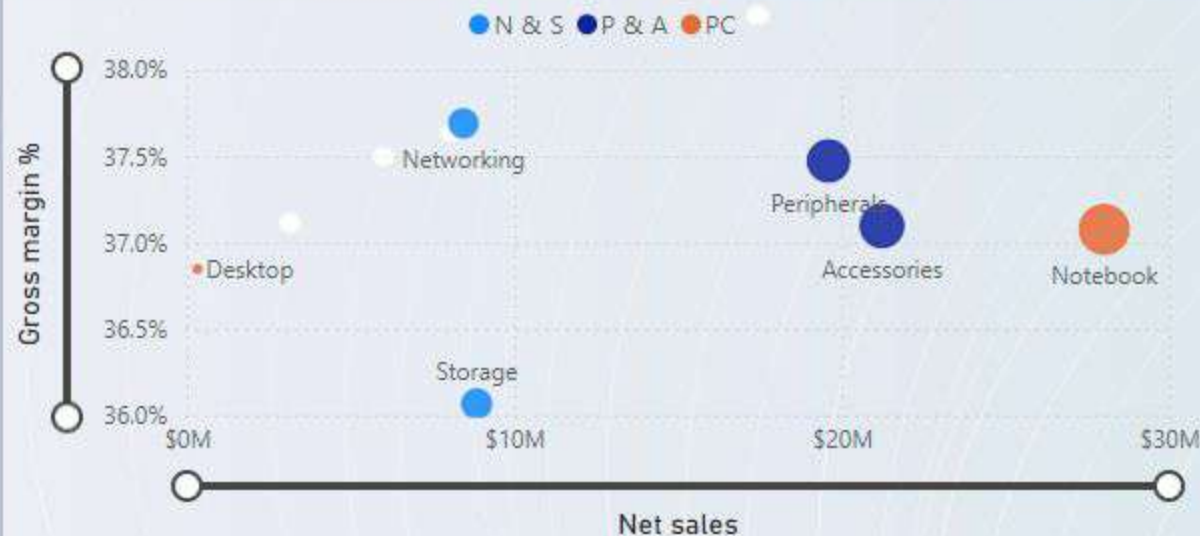 N & S P & A PC
Gross margin %
38.0%
37.5%
37.0%
36.5%
36.0%
Networking
Peripherals
Desktop
Accessories
Notebook
Storage
$0M $10M $20M $30M
Net sales